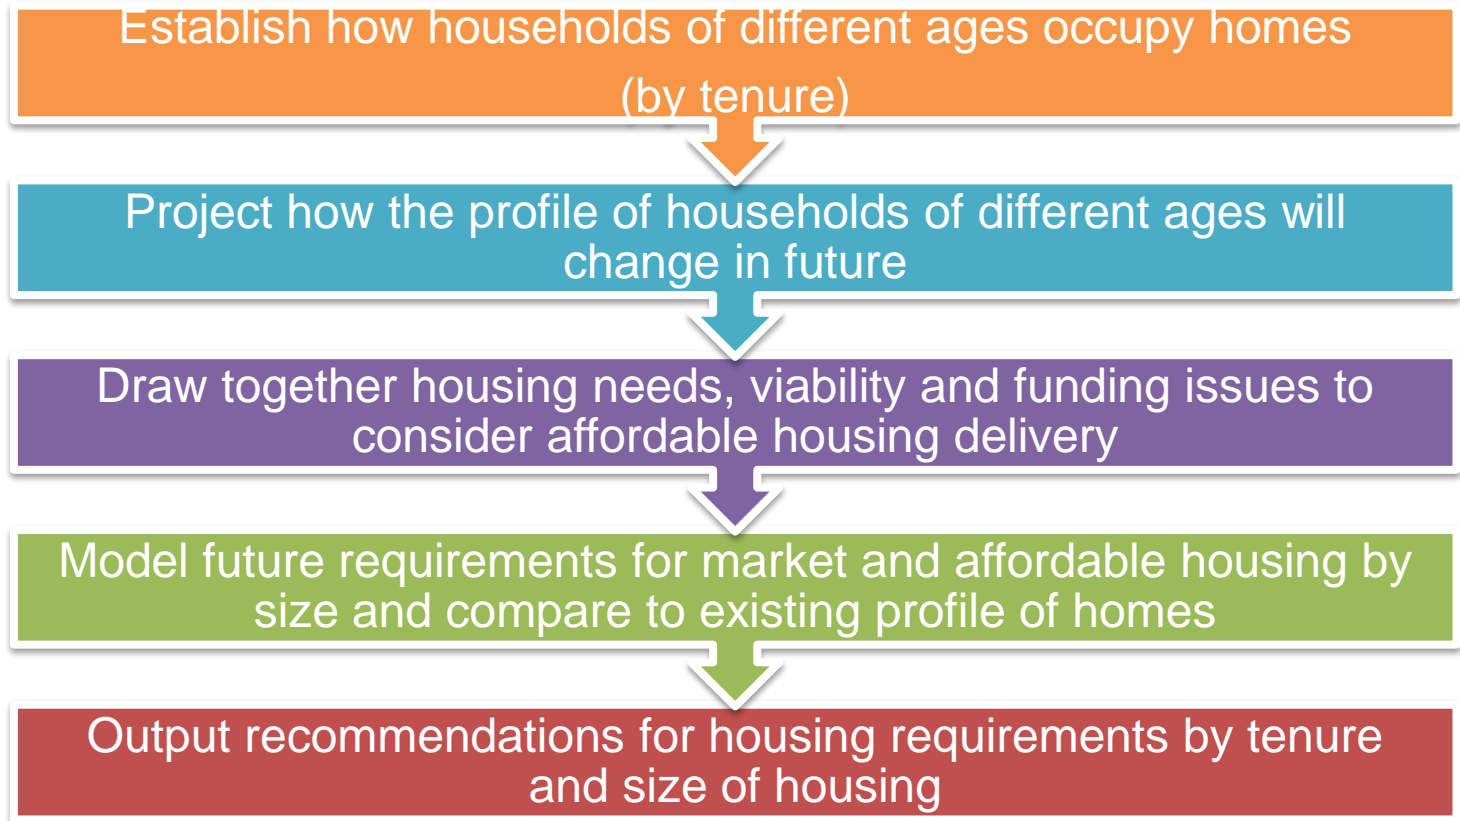 Establish how households of different ages occupy homes
(by tenure)
Project how the profile of households of different ages will
change in future
Draw together housing needs, viability and funding issues to
consider affordable housing delivery
Model future requirements for market and affordable housing by
size and compare to existing profile of homes
Output recommendations for housing requirements by tenure
and size of housing